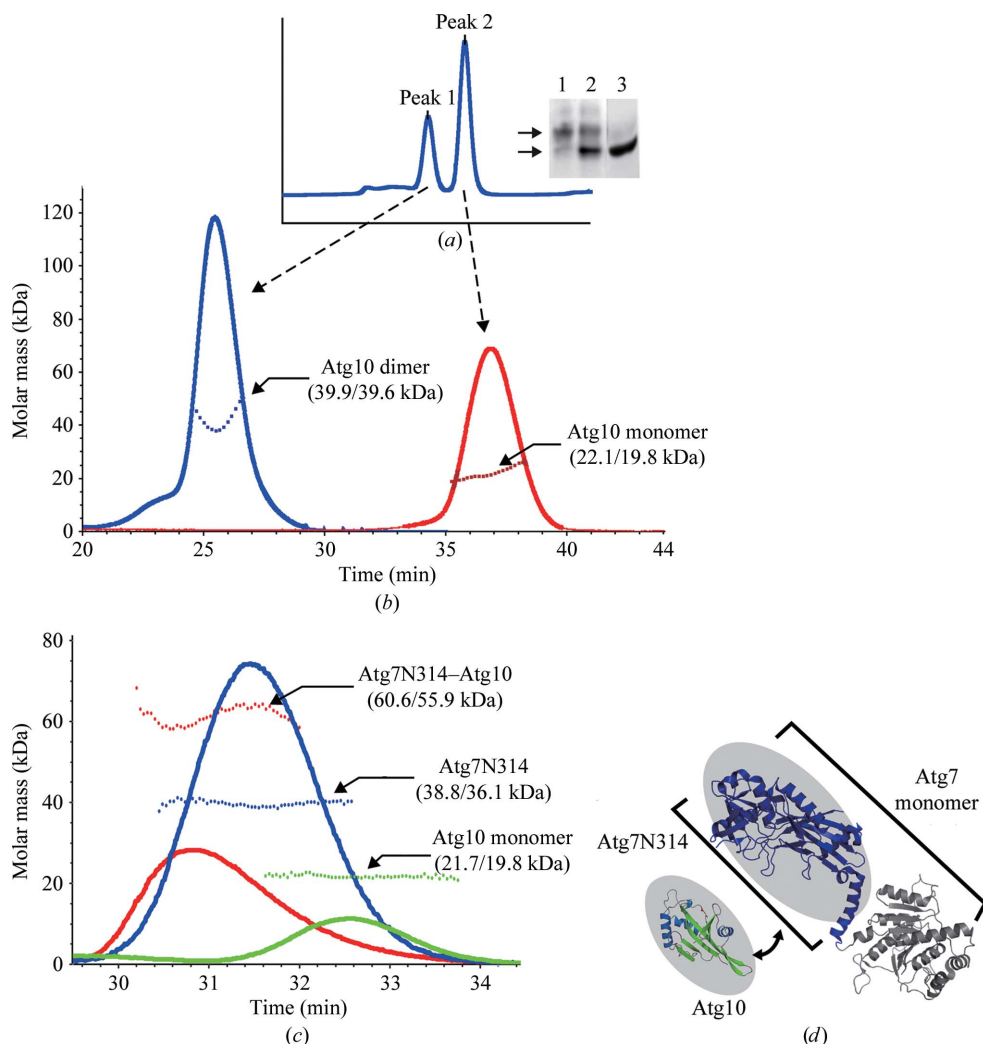 Peak 2
Peak 1
1 2 3
(a)
120
100
80
60
40
20
0
Molar mass (kDa)
Atg10 dimer
(39.9/39.6 kDa)
Atg10 monomer
(22.1/19.8 kDa)
20 25 30 35 40 44
Time (min)
(b)
80
60
40
20
0
Molar mass (kDa)
Atg7N314–Atg10
(60.6/55.9 kDa)
Atg7N314
(38.8/36.1 kDa)
Atg10 monomer
(21.7/19.8 kDa)
30 31 32 33 34
Time (min)
(c)
Atg7
monomer
Atg7N314
Atg10
(d)